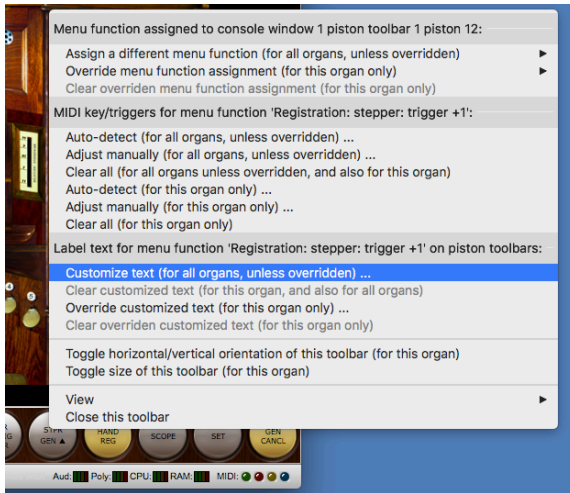 Menu function assigned to console window 1 piston toolbar 1 piston 12:
Assign a different menu function (for all organs, unless overridden)
Override menu function assignment (for this organ only)
Clear overriden menu function assignment (for this organ only)
MIDI key/triggers for menu function 'Registration: stepper: trigger +1':
Auto-detect (for all organs, unless overridden) ...
Adjust manually (for all organs, unless overridden) ...
Clear all (for all organs unless overridden, and also for this organ)
Auto-detect (for this organ only) ...
Adjust manually (for this organ only) ...
Clear all (for this organ only)
Label text for menu function 'Registration: stepper: trigger +1' on piston toolbars:
Customize text (for all organs, unless overridden) ...
Clear customized text (for this organ, and also for all organs)
Override customized text (for this organ only) ...
Clear overriden customized text (for this organ only)
Toggle horizontal/vertical orientation of this toolbar (for this organ)
Toggle size of this toolbar (for this organ)
View
Close this toolbar
STPR GEN ▲
HAND REG
SCOPE
SET
GEN CANCL
Aud: Poly: CPU: RAM: MIDI: